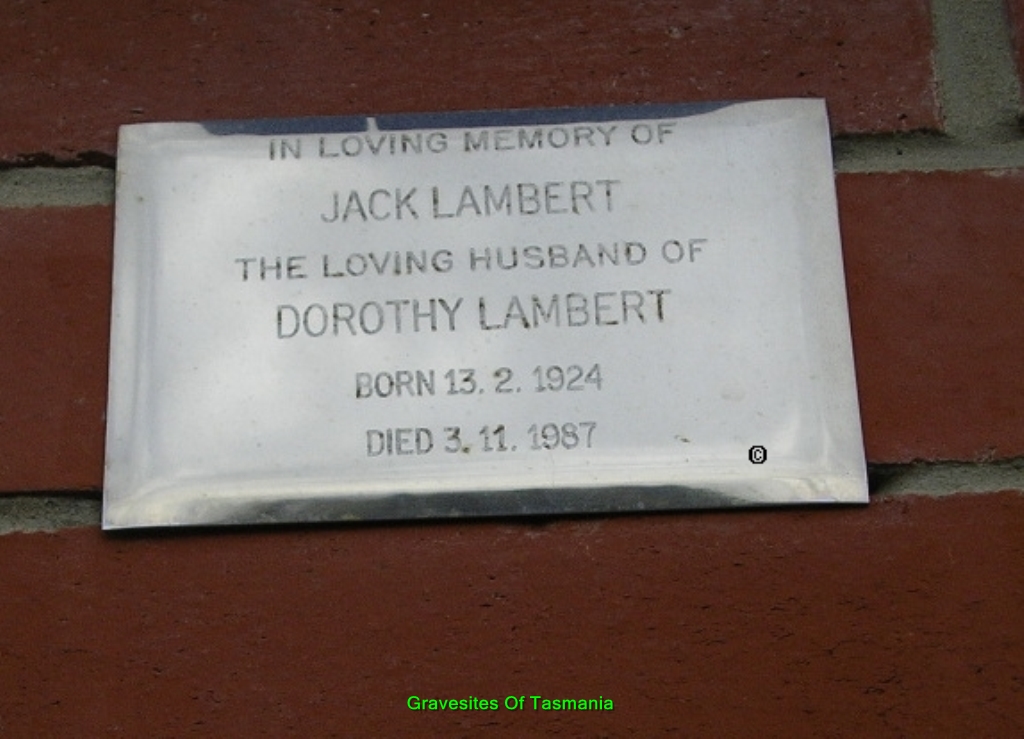 IN LOVING MEMORY OF
JACK LAMBERT
THE LOVING HUSBAND OF
DOROTHY LAMBERT
BORN 13. 2. 1924
DIED 3. 11. 1987
©
Gravesites Of Tasmania